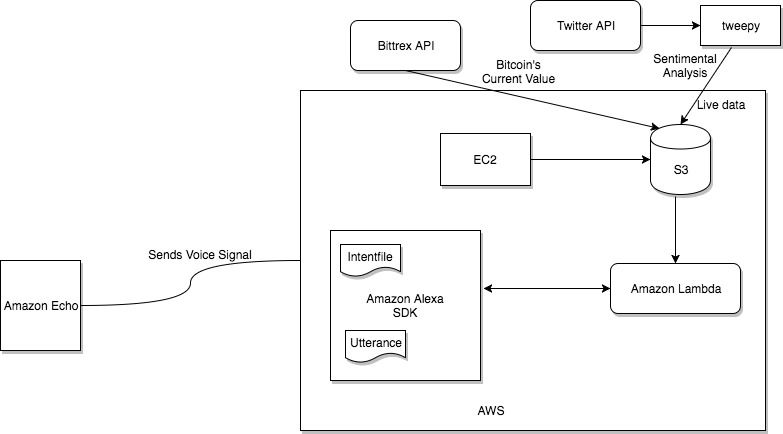 Twitter API
tweepy
Bittrex API
Bitcoin's
Current Value
Sentimental
Analysis
Live data
EC2
S3
Sends Voice Signal
Intentfile
Amazon Echo
Amazon Alexa
SDK
Amazon Lambda
Utterance
AWS